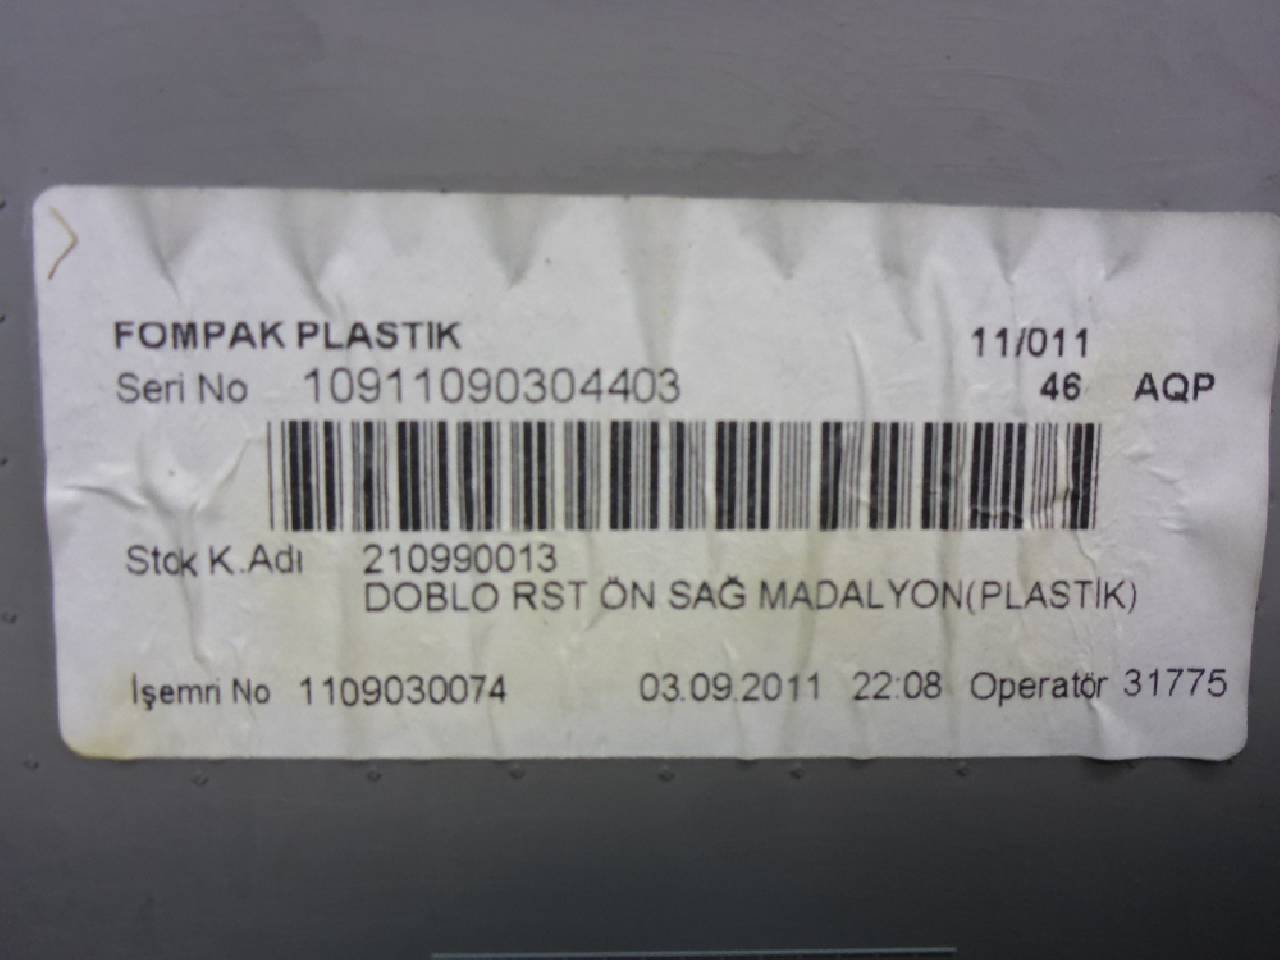 FOMPAK PLASTIK 11/011
Seri No 10911090304403 46 AQP
Stok K.Adı 210990013
DOBLO RST ÖN SAĞ MADALYON(PLASTİK)
İşemri No 1109030074 03.09.2011 22:08 Operatör 31775